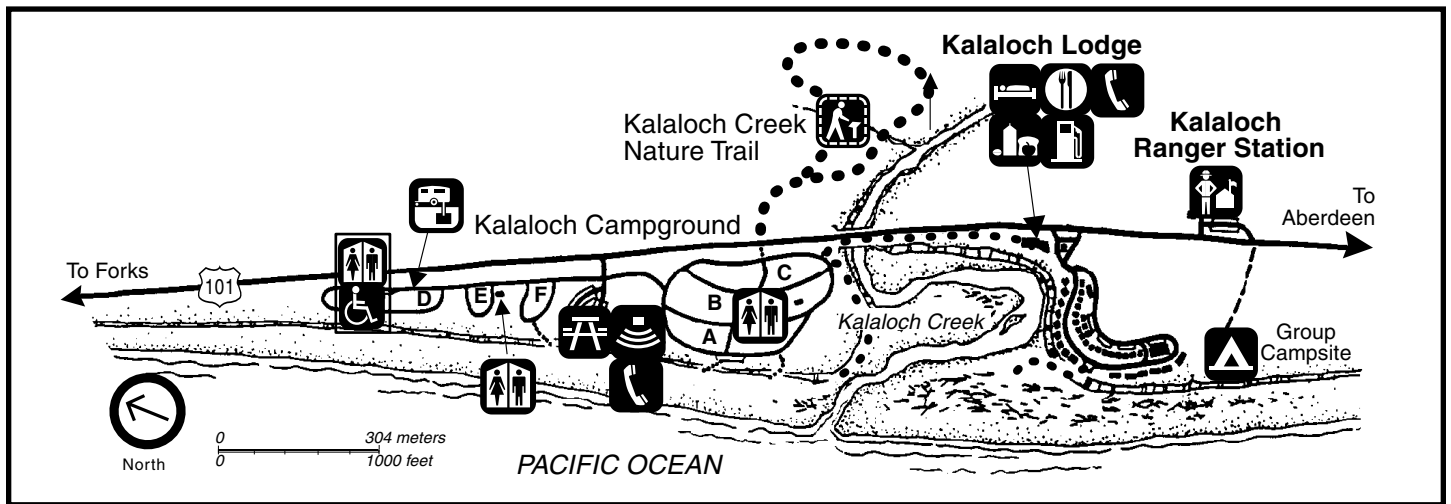 Kalaloch Lodge
Kalaloch
Ranger Station
Kalaloch Creek
Nature Trail
To
Aberdeen
Kalaloch Campground
To Forks
101
D
E
F
C
B
A
Kalaloch Creek
Group
Campsite
North
0 304 meters
0 1000 feet
PACIFIC OCEAN